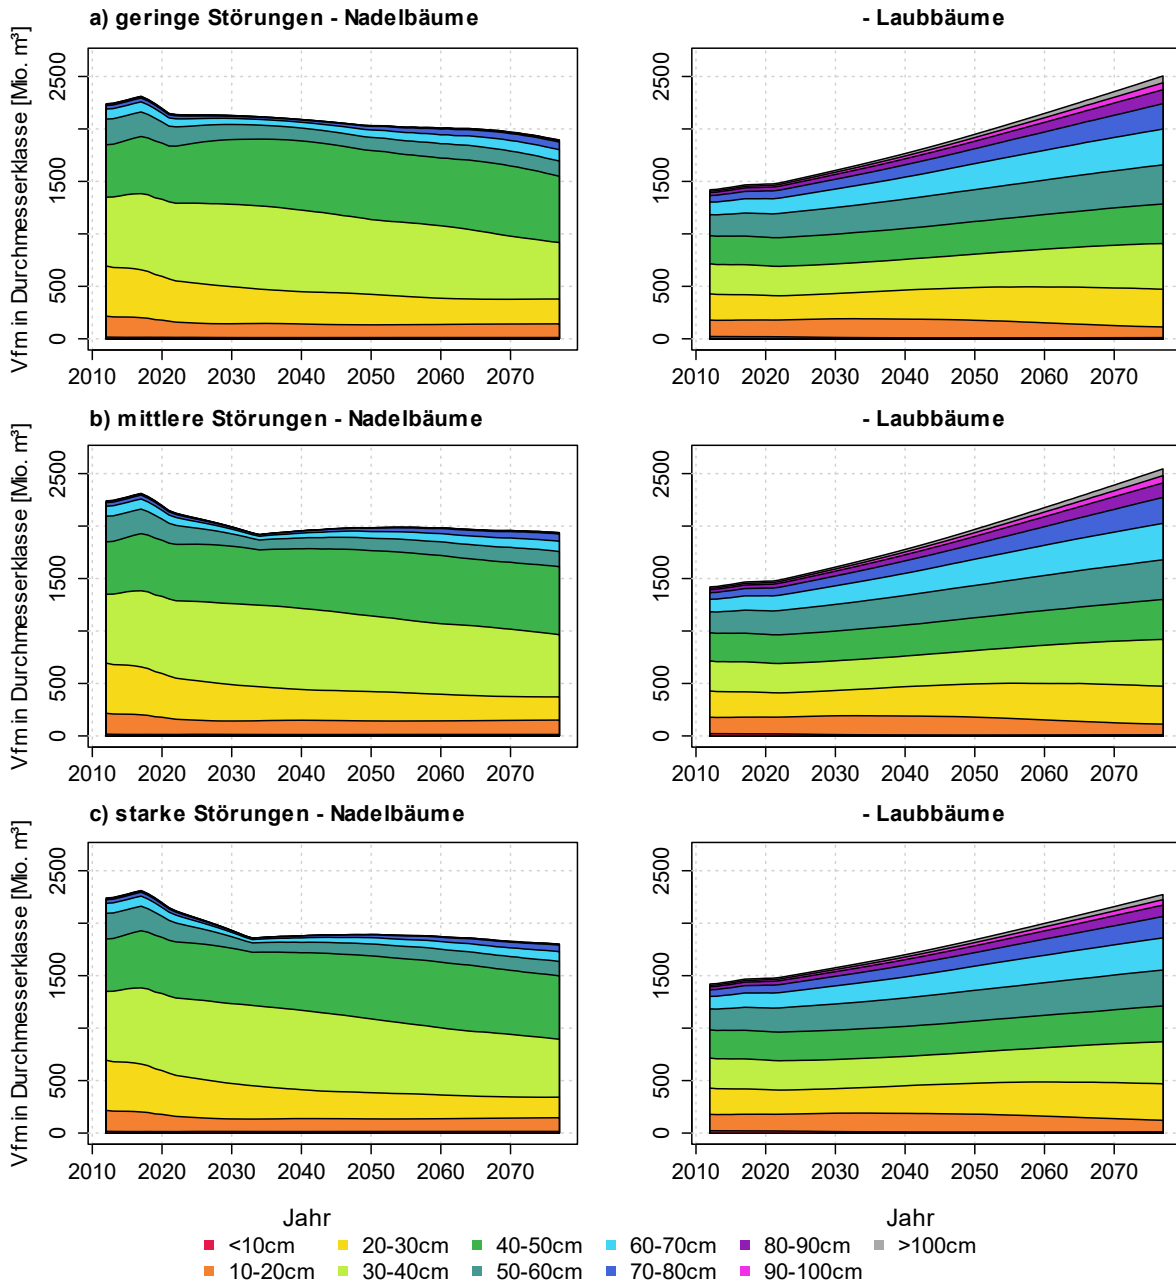 a) geringe Störungen - Nadelbäume
- Laubbäume
Vfm in Durchmesserklasse [Mio. m³]
2500
1500
500
0
2010 2020 2030 2040 2050 2060 2070
2500
1500
500
0
2010 2020 2030 2040 2050 2060 2070
b) mittlere Störungen - Nadelbäume
- Laubbäume
Vfm in Durchmesserklasse [Mio. m³]
2500
1500
500
0
2010 2020 2030 2040 2050 2060 2070
2500
1500
500
0
2010 2020 2030 2040 2050 2060 2070
c) starke Störungen - Nadelbäume
- Laubbäume
Vfm in Durchmesserklasse [Mio. m³]
2500
1500
500
0
2010 2020 2030 2040 2050 2060 2070
2500
1500
500
0
2010 2020 2030 2040 2050 2060 2070
Jahr
Jahr
<10cm 20-30cm 40-50cm 60-70cm 80-90cm >100cm
10-20cm 30-40cm 50-60cm 70-80cm 90-100cm